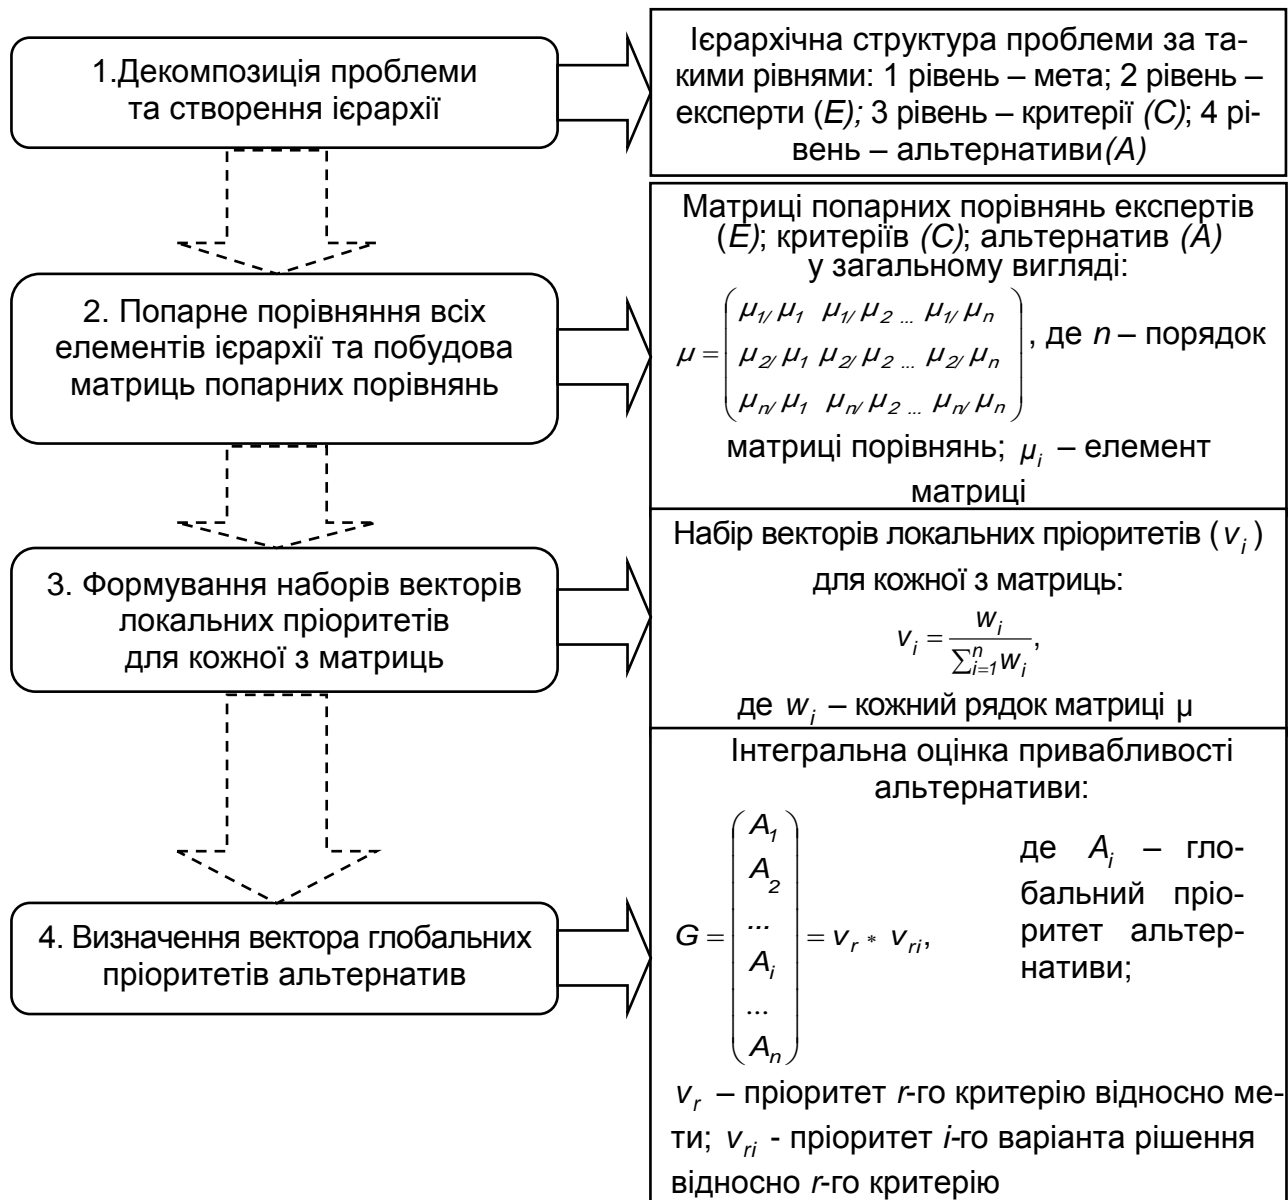 1.Декомпозиція проблеми
та створення ієрархії
Ієрархічна структура проблеми за та-
кими рівнями: 1 рівень – мета; 2 рівень –
експерти (E); 3 рівень – критерії (C); 4 рі-
вень – альтернативи(A)
2. Попарне порівняння всіх
елементів ієрархії та побудова
матриць попарних порівнянь
Матриці попарних порівнянь експертів
(E); критеріїв (C); альтернатив (A)
у загальному вигляді:
μ₁/ μ₁ μ₁/ μ₂ ... μ₁/ μₙ
μ = μ₂/ μ₁ μ₂/ μ₂ ... μ₂/ μₙ , де n – порядок
μₙ/ μ₁ μₙ/ μ₂ ... μₙ/ μₙ
матриці порівнянь; μᵢ – елемент
матриці
3. Формування наборів векторів
локальних пріоритетів
для кожної з матриць
Набір векторів локальних пріоритетів (vᵢ)
для кожної з матриць:
vᵢ = wᵢ / ∑ⁿᵢ₌₁wᵢ,
де wᵢ – кожний рядок матриці μ
4. Визначення вектора глобальних
пріоритетів альтернатив
Інтегральна оцінка привабливості
альтернативи:
A₁
A₂
...
G = Aᵢ = vᵣ * vᵣᵢ,
...
Aₙ
де Aᵢ – гло-
бальний пріо-
ритет альтер-
нативи;
vᵣ – пріоритет r-го критерію відносно ме-
ти; vᵣᵢ - пріоритет i-го варіанта рішення
відносно r-го критерію